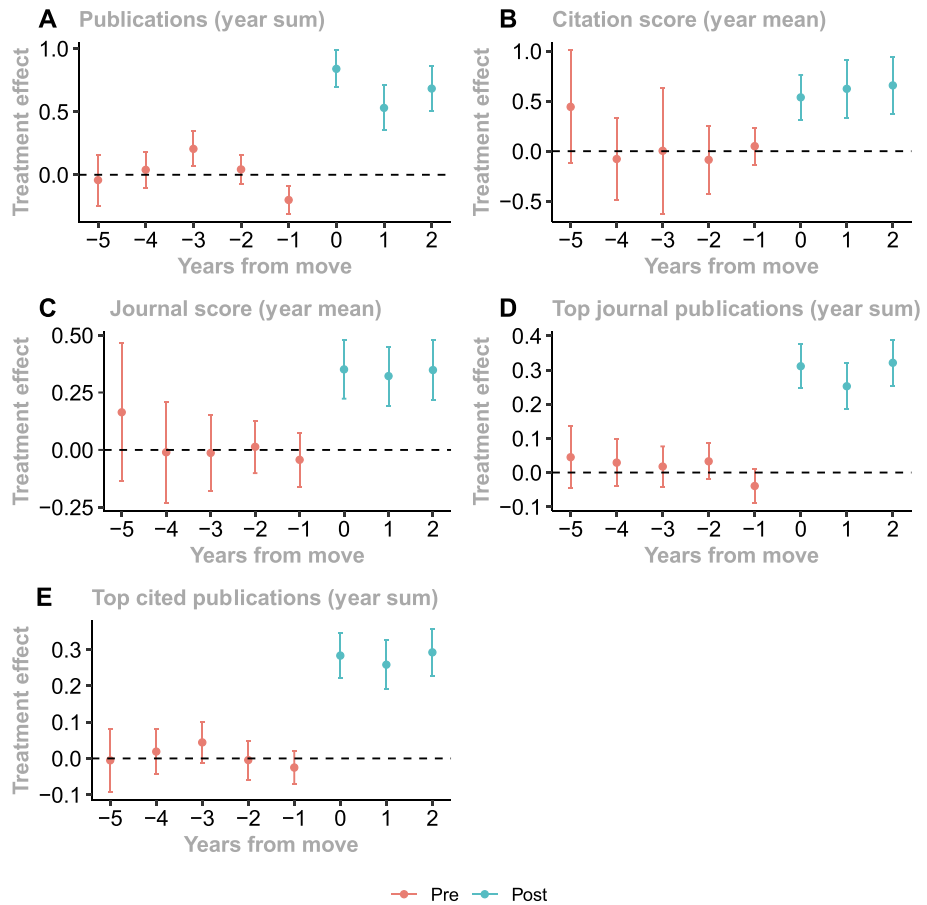 A Publications (year sum)
Treatment effect
1.0
0.5
0.0
−5 −4 −3 −2 −1 0 1 2
Years from move
B Citation score (year mean)
Treatment effect
1.0
0.5
0.0
−0.5
−5 −4 −3 −2 −1 0 1 2
Years from move
C Journal score (year mean)
Treatment effect
0.50
0.25
0.00
−0.25
−5 −4 −3 −2 −1 0 1 2
Years from move
D Top journal publications (year sum)
Treatment effect
0.4
0.3
0.2
0.1
0.0
−0.1
−5 −4 −3 −2 −1 0 1 2
Years from move
E Top cited publications (year sum)
Treatment effect
0.3
0.2
0.1
0.0
−0.1
−5 −4 −3 −2 −1 0 1 2
Years from move
Pre Post